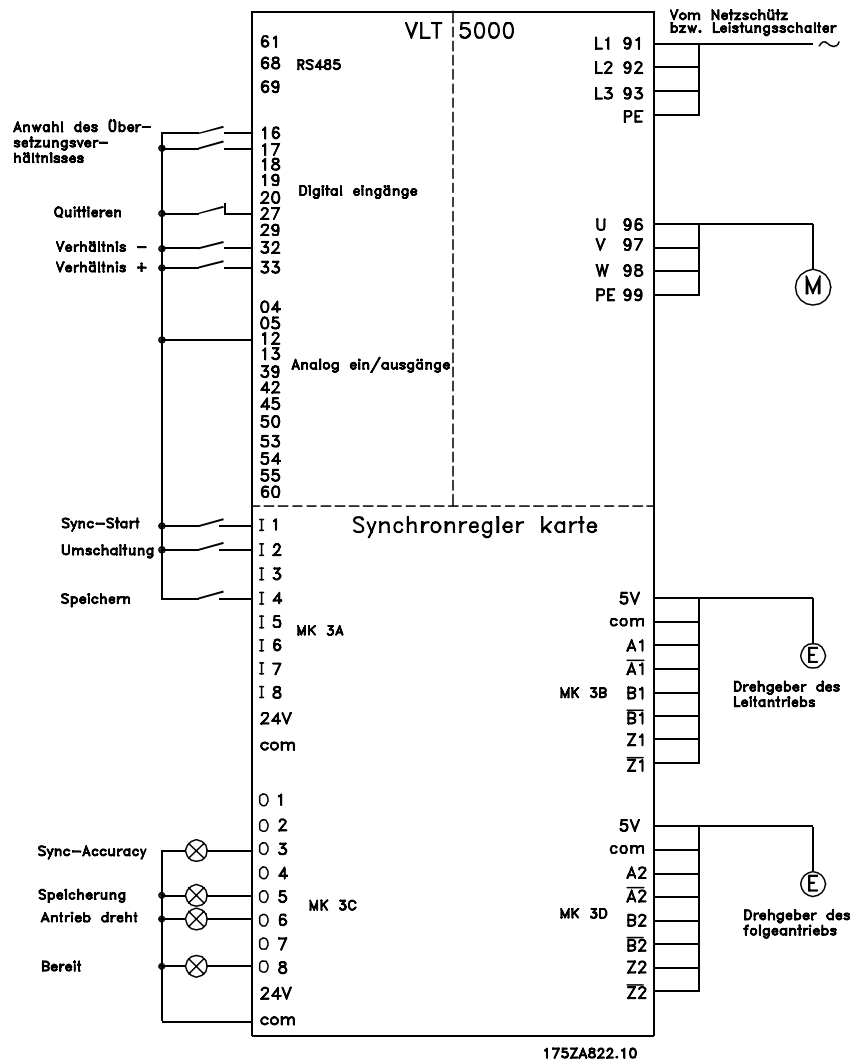 VLT 5000
Vom Netzschütz
bzw. Leistungsschalter
61
68 RS485
69
L1 91
L2 92
L3 93
PE
Anwahl des Über-
setzungsver-
hältnisses
16
17
18
19
20
Digital eingänge
Quittieren
27
29
Verhältnis -
32
Verhältnis +
33
U 96
V 97
W 98
PE 99
M
04
05
12
13
39
Analog ein/ausgänge
42
45
50
53
54
55
60
Synchronregler karte
Sync-Start
I 1
Umschaltung
I 2
I 3
Speichern
I 4
I 5
MK 3A
I 6
I 7
I 8
24V
com
5V
com
A1
A1
MK 3B
B1
B1
Z1
Z1
E
Drehgeber des
Leitantriebs
O 1
O 2
Sync-Accuracy
O 3
O 4
Speicherung
O 5
MK 3C
Antrieb dreht
O 6
O 7
Bereit
O 8
24V
com
5V
com
A2
A2
MK 3D
B2
B2
Z2
Z2
E
Drehgeber des
folgeantriebs
175ZA822.10